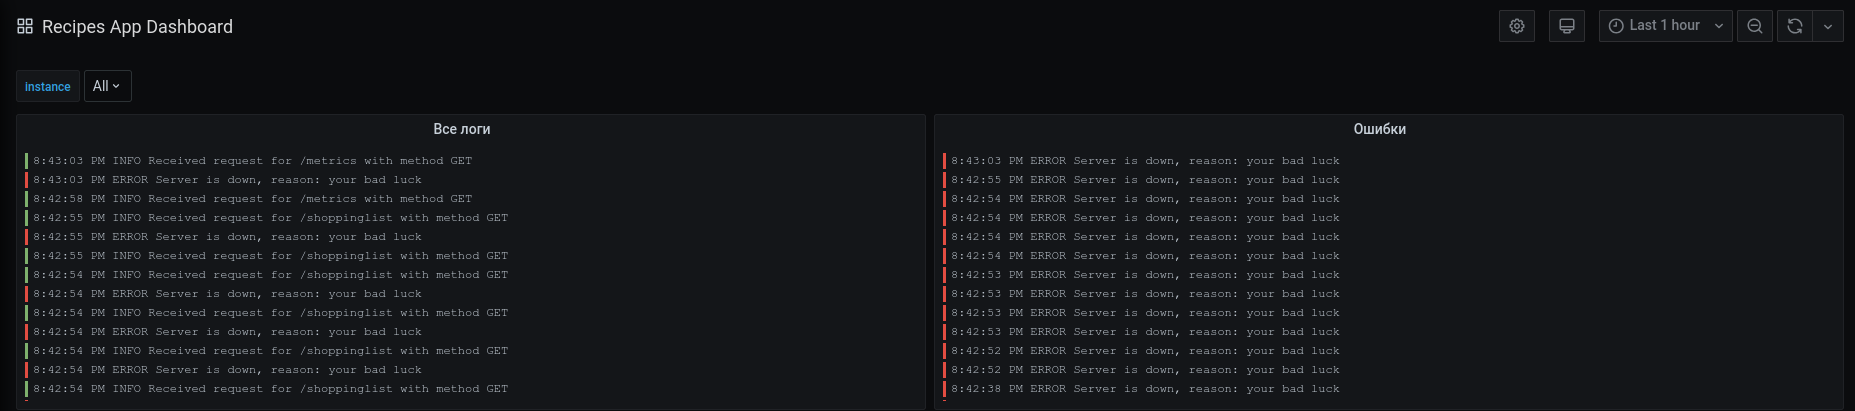 Recipes App Dashboard
Last 1 hour
instance
All
Все логи
8:43:03 PM INFO Received request for /metrics with method GET
8:43:03 PM ERROR Server is down, reason: your bad luck
8:42:58 PM INFO Received request for /metrics with method GET
8:42:55 PM INFO Received request for /shoppinglist with method GET
8:42:55 PM ERROR Server is down, reason: your bad luck
8:42:55 PM INFO Received request for /shoppinglist with method GET
8:42:54 PM INFO Received request for /shoppinglist with method GET
8:42:54 PM ERROR Server is down, reason: your bad luck
8:42:54 PM INFO Received request for /shoppinglist with method GET
8:42:54 PM ERROR Server is down, reason: your bad luck
8:42:54 PM INFO Received request for /shoppinglist with method GET
8:42:54 PM ERROR Server is down, reason: your bad luck
8:42:54 PM INFO Received request for /shoppinglist with method GET
Ошибки
8:43:03 PM ERROR Server is down, reason: your bad luck
8:42:55 PM ERROR Server is down, reason: your bad luck
8:42:54 PM ERROR Server is down, reason: your bad luck
8:42:54 PM ERROR Server is down, reason: your bad luck
8:42:54 PM ERROR Server is down, reason: your bad luck
8:42:54 PM ERROR Server is down, reason: your bad luck
8:42:53 PM ERROR Server is down, reason: your bad luck
8:42:53 PM ERROR Server is down, reason: your bad luck
8:42:53 PM ERROR Server is down, reason: your bad luck
8:42:53 PM ERROR Server is down, reason: your bad luck
8:42:52 PM ERROR Server is down, reason: your bad luck
8:42:52 PM ERROR Server is down, reason: your bad luck
8:42:38 PM ERROR Server is down, reason: your bad luck